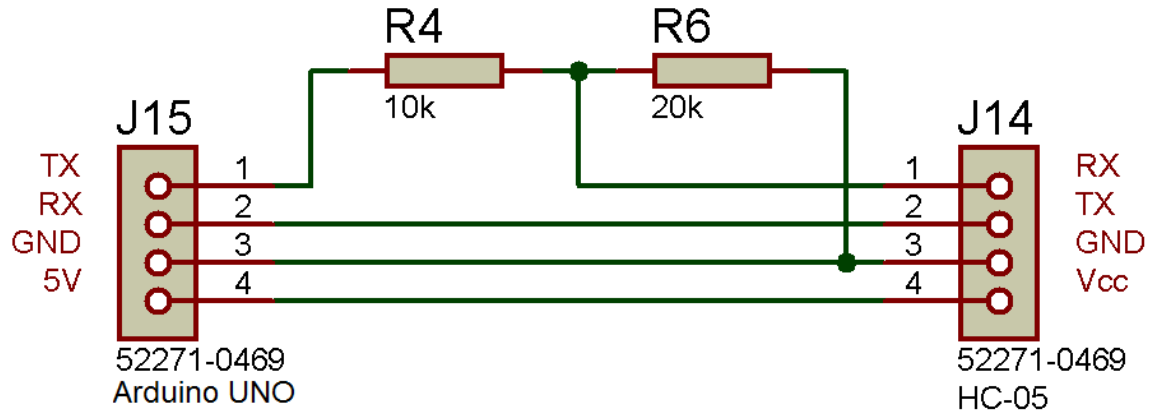 R4
R6
10k
20k
J15
J14
TX
1
1
RX
RX
2
2
TX
GND
3
3
GND
5V
4
4
Vcc
52271-0469
52271-0469
Arduino UNO
HC-05